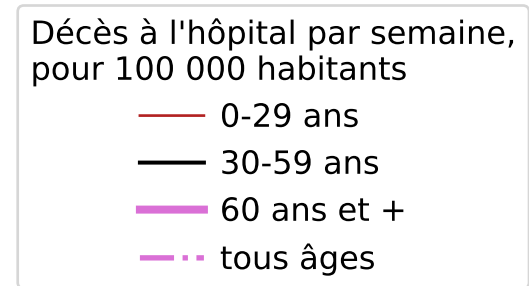 Décès à l'hôpital par semaine,
pour 100 000 habitants
0-29 ans
30-59 ans
60 ans et +
tous âges